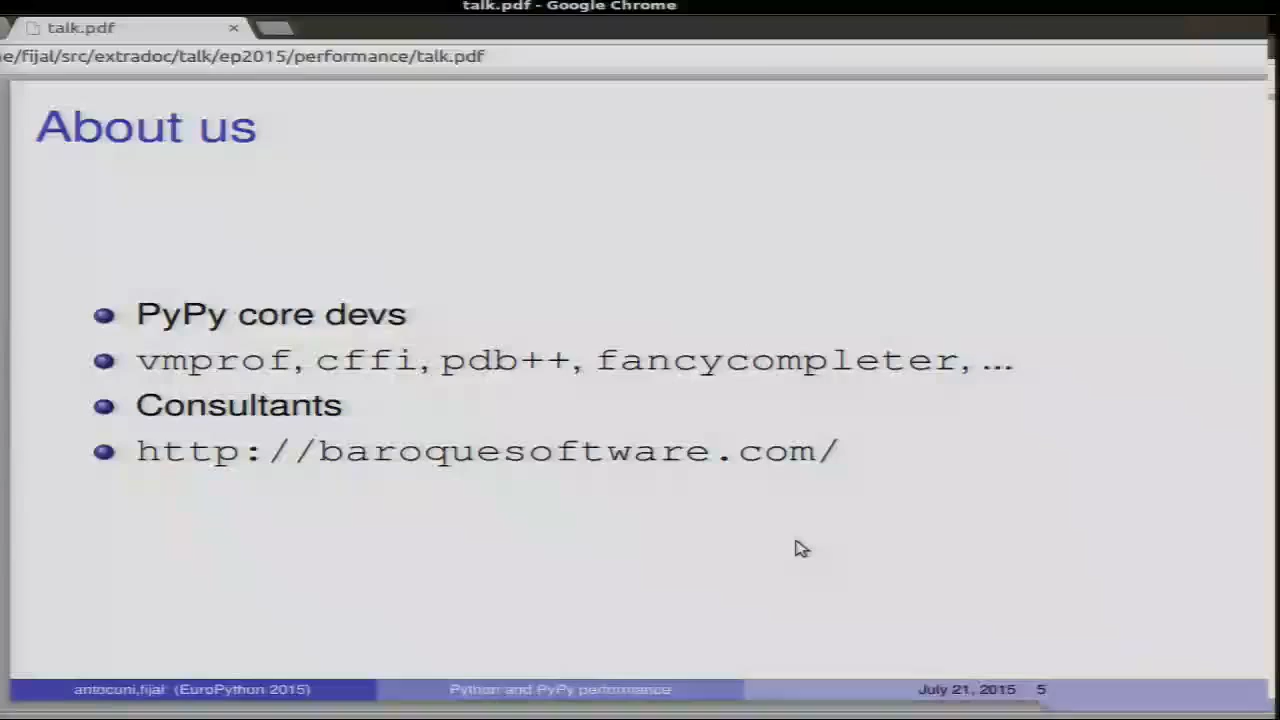 talk.pdf - Google Chrome
talk.pdf
e/fijal/src/extradoc/talk/ep2015/performance/talk.pdf
About us
PyPy core devs
vmprof, cffi, pdb++, fancycompleter, ...
Consultants
http://baroquesoftware.com/
antocuni,fijal (EuroPython 2015) Python and PyPy performance July 21, 2015 5